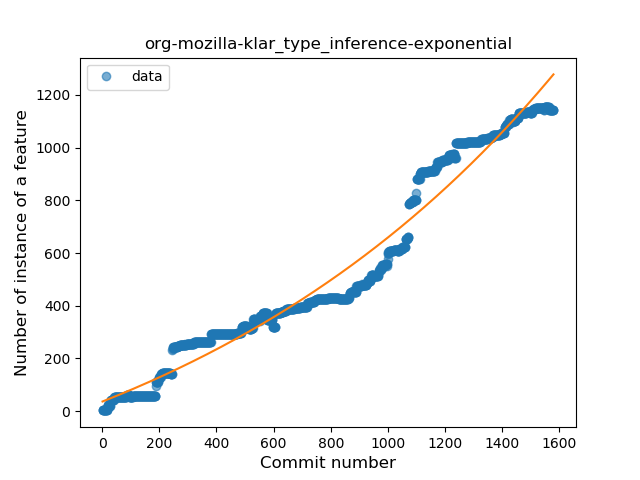 org-mozilla-klar_type_inference-exponential
data
Number of instance of a feature
1200
1000
800
600
400
200
0
0 200 400 600 800 1000 1200 1400 1600
Commit number